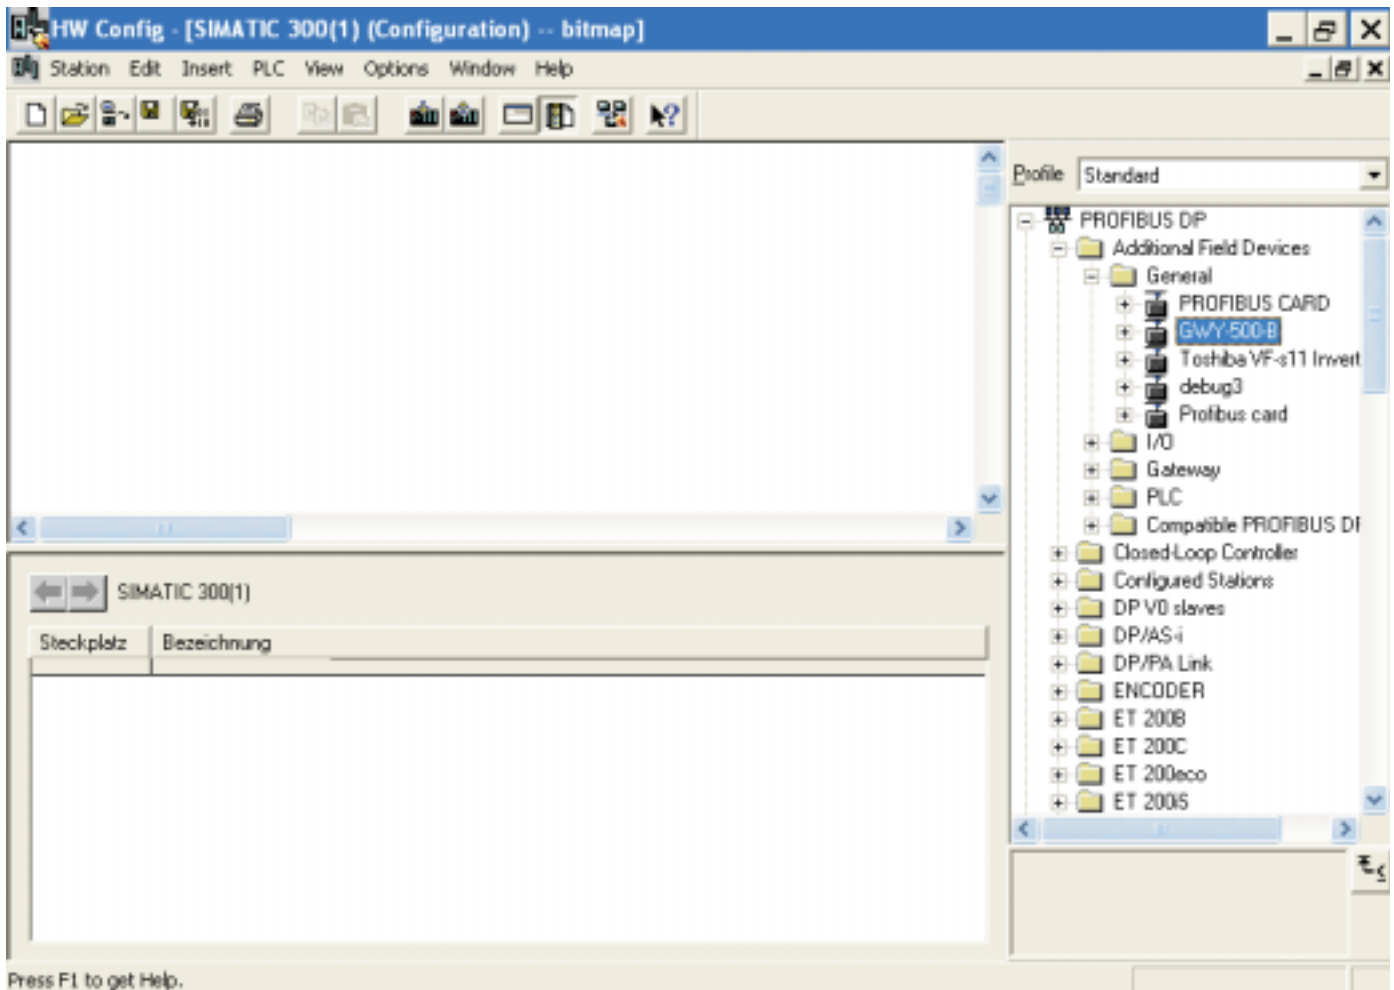 HW Config - [SIMATIC 300(1) (Configuration) -- bitmap]
Station Edit Insert PLC View Options Window Help
Profile Standard
PROFIBUS DP
Additional Field Devices
General
PROFIBUS CARD
GWY-500-B
Toshiba VF-s11 Invert
debug3
Profibus card
I/O
Gateway
PLC
Compatible PROFIBUS DP
Closed-Loop Controller
Configured Stations
DP V0 slaves
DP/AS-i
DP/PA Link
ENCODER
ET 200B
ET 200C
ET 200eco
ET 200iS
SIMATIC 300(1)
Steckplatz Bezeichnung
Press F1 to get Help.